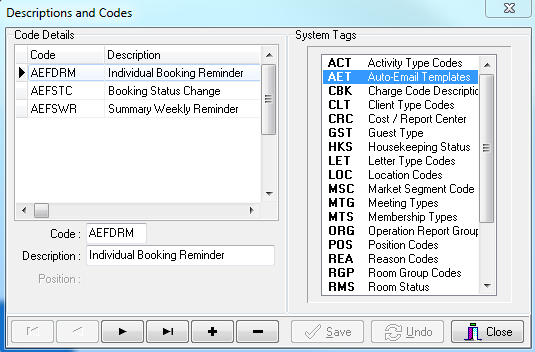 Descriptions and Codes
Code Details
Code Description
AEFDRM Individual Booking Reminder
AEFSTC Booking Status Change
AEFSWR Summary Weekly Reminder
Code : AEFDRM
Description : Individual Booking Reminder
Position :
System Tags
ACT Activity Type Codes
AET Auto-Email Templates
CBK Charge Code Descriptio
CLT Client Type Codes
CRC Cost / Report Center
GST Guest Type
HKS Housekeeping Status
LET Letter Type Codes
LOC Location Codes
MSC Market Segment Code
MTG Meeting Types
MTS Membership Types
ORG Operation Report Group
POS Position Codes
REA Reason Codes
RGP Room Group Codes
RMS Room Status
Save Undo Close